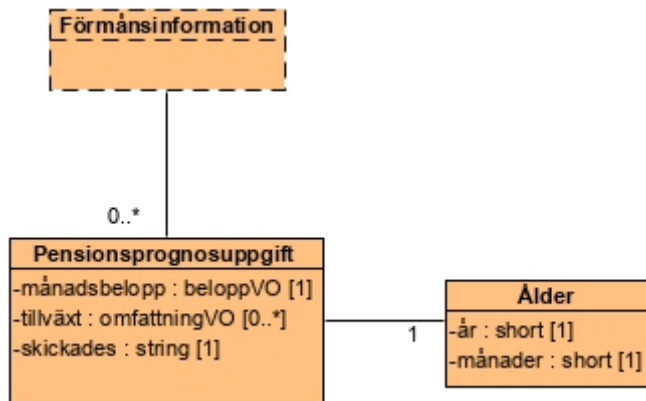 Förmånsinformation
0..*
Pensionsprognosuppgift
-månadsbelopp : beloppVO [1]
-tillväxt : omfattningVO [0..*]
-skickades : string [1]
1
Ålder
-år : short [1]
-månader : short [1]